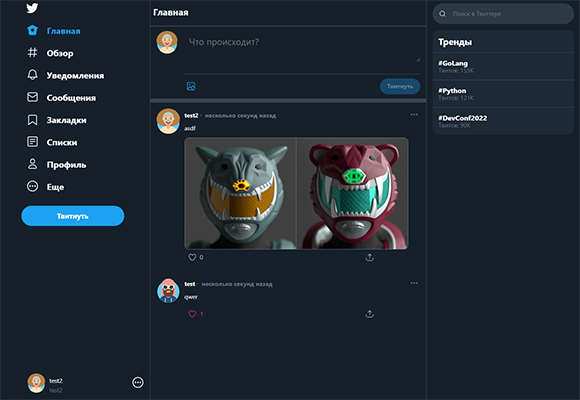 Главная
Обзор
Уведомления
Сообщения
Закладки
Списки
Профиль
Еще
Твитнуть
test2
test2
Главная
Что происходит?
Твитнуть
test2 · несколько секунд назад
asdf
0
test · несколько секунд назад
qwer
1
Поиск в Твиттере
Тренды
#GoLang
Твитов: 155K
#Python
Твитов: 121K
#DevConf2022
Твитов: 90K